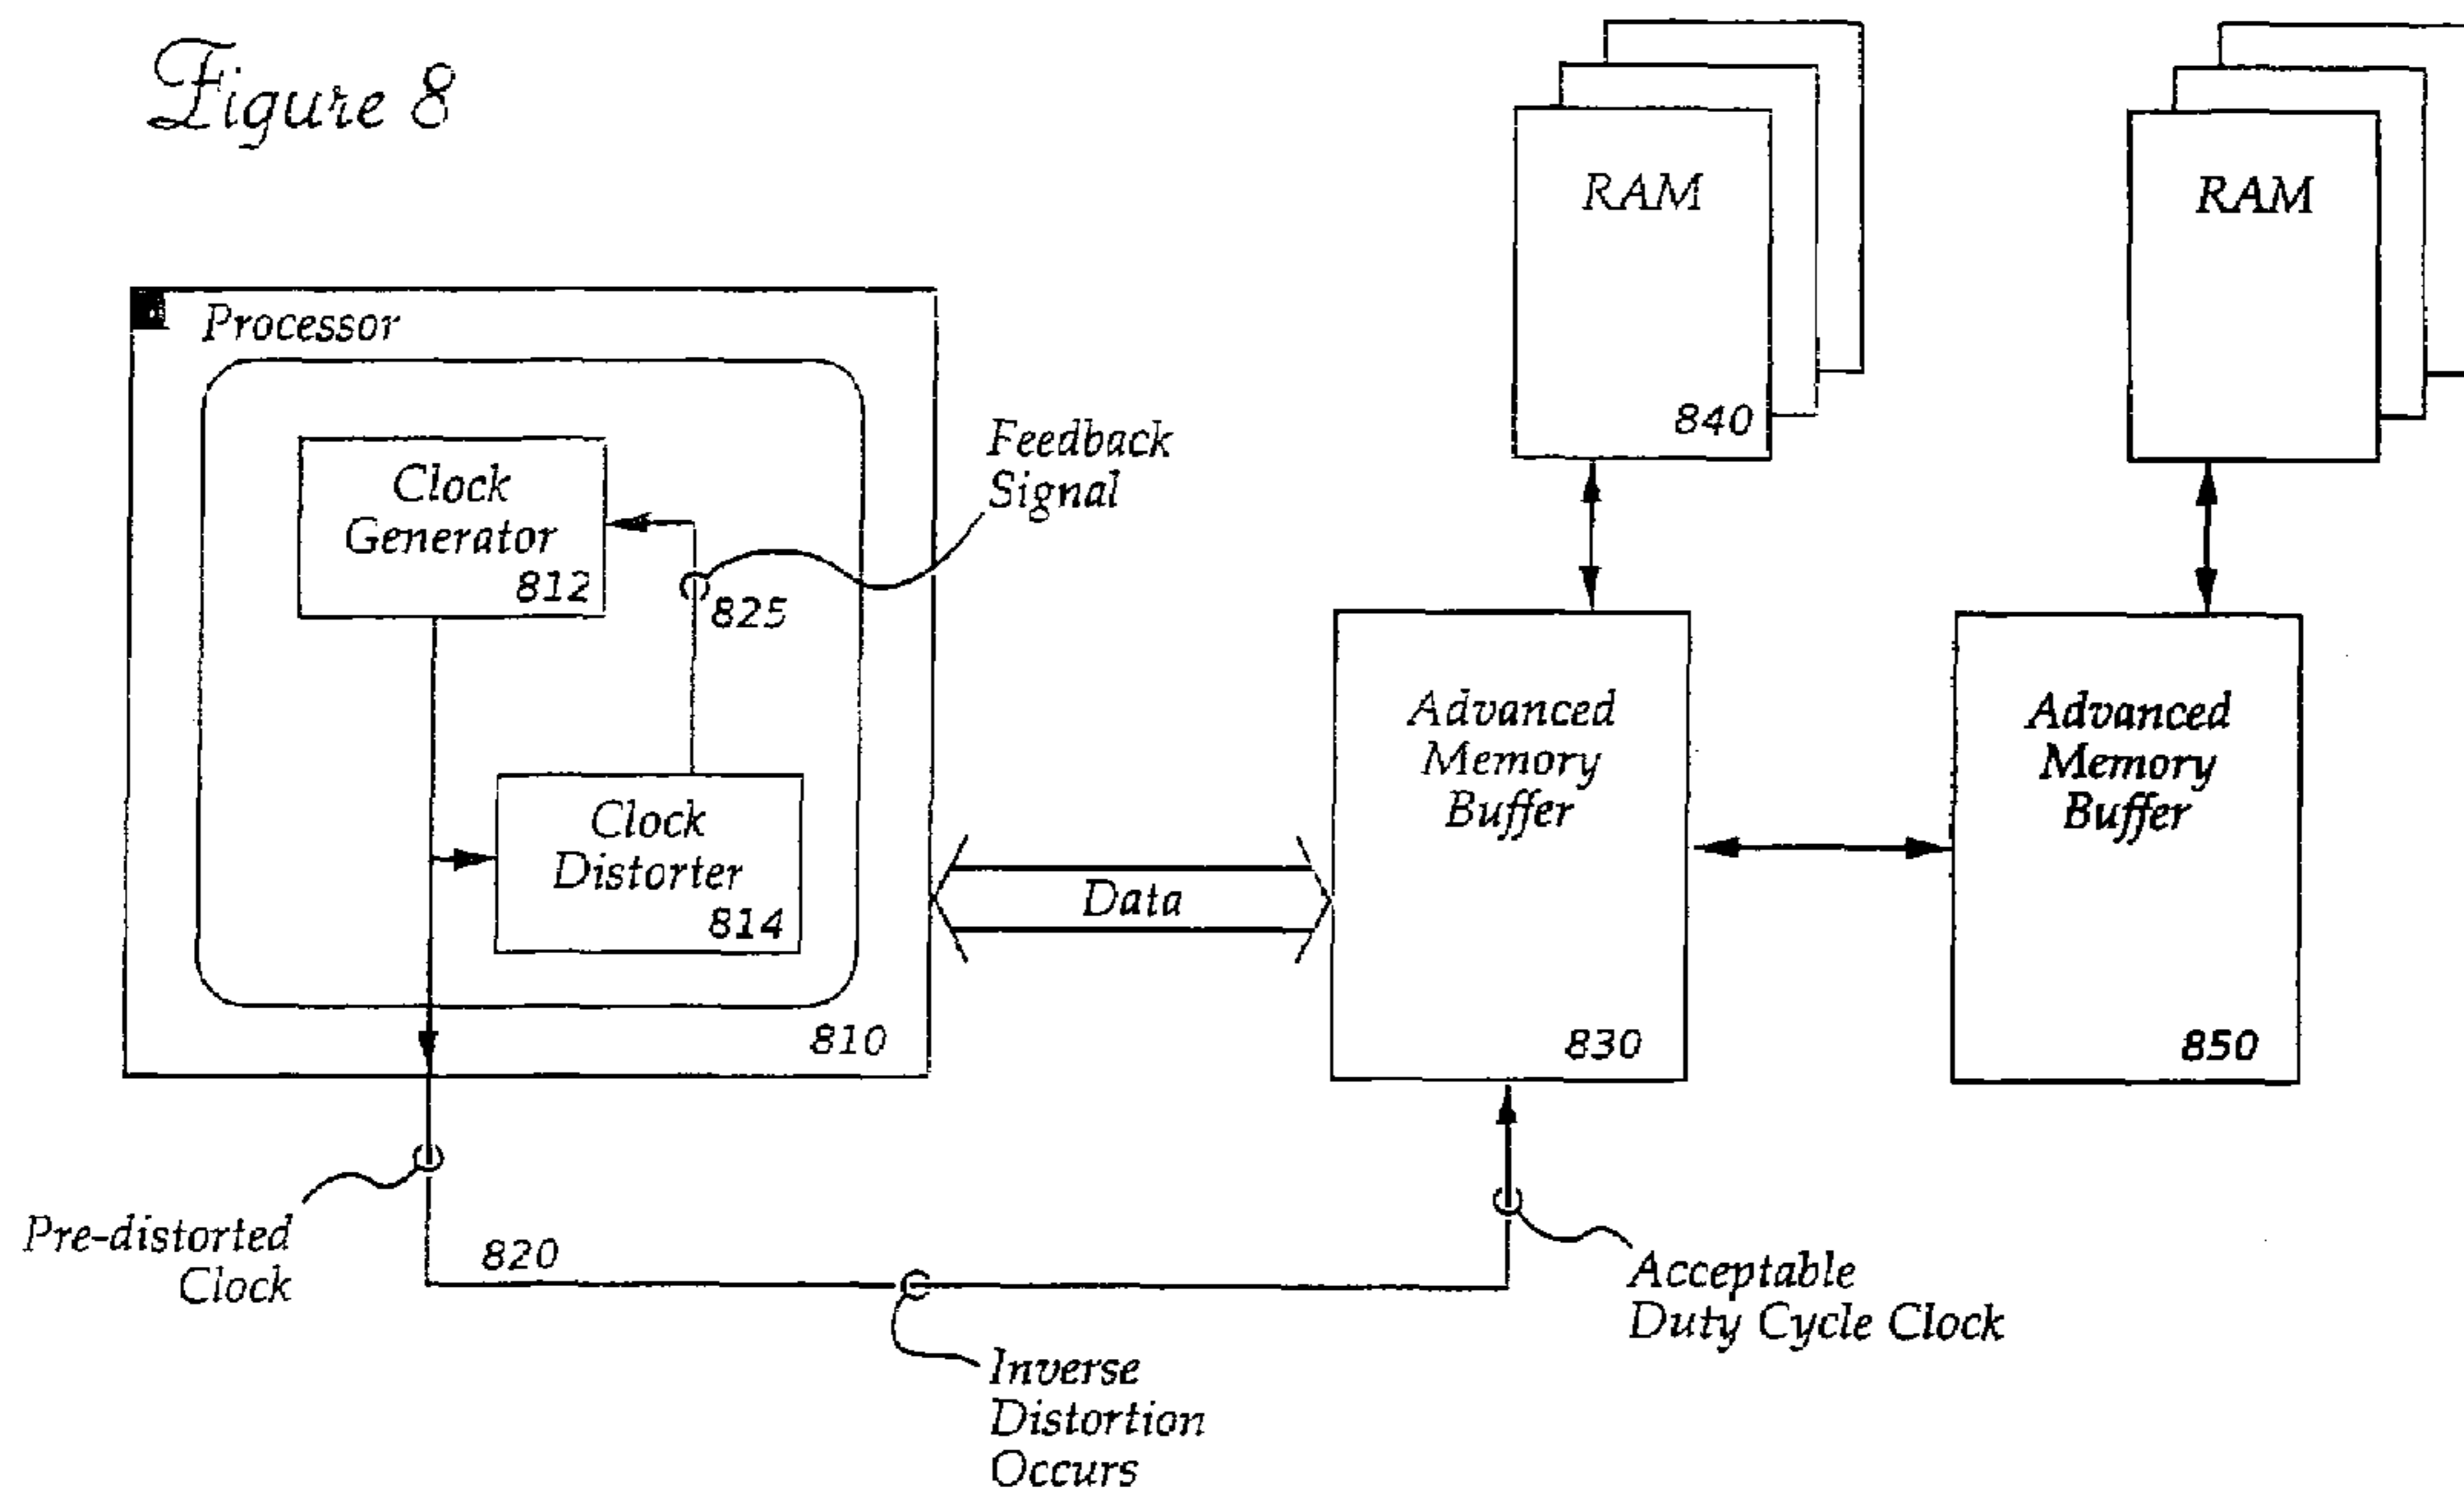 Figure 8
RAM
840
RAM
Processor
Clock
Generator
812
Feedback
Signal
825
Clock
Distorter
814
810
Data
Advanced
Memory
Buffer
830
Advanced
Memory
Buffer
850
Pre-distorted
Clock
820
Inverse
Distortion
Occurs
Acceptable
Duty Cycle Clock